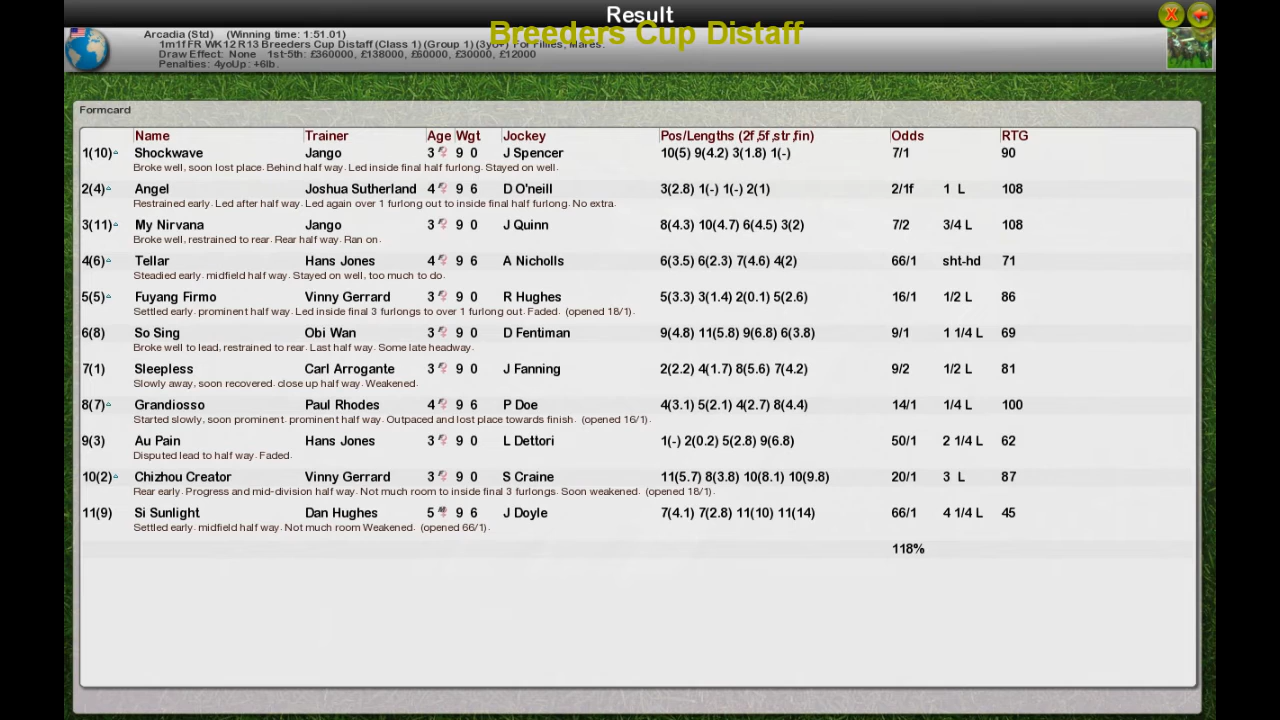 Result
Breeders Cup Distaff
Arcadia (Std) (Winning time: 1:51.01)
1m1f FR WK12 R13 Breeders Cup Distaff (Class 1) (Group 1) (3yo+) For Fillies, Mares.
Draw Effect: None 1st-5th: £360000, £138000, £60000, £30000, £12000
Penalties: 4yoUp: +6lb.
Formcard
Name Trainer Age Wgt Jockey Pos/Lengths (2f,5f,str,fin) Odds RTG
1(10) Shockwave Jango 3 9 0 J Spencer 10(5) 9(4.2) 3(1.8) 1(-) 7/1 90
Broke well, soon lost place. Behind half way. Led inside final half furlong. Stayed on well.
2(4) Angel Joshua Sutherland 4 9 6 D O'neill 3(2.8) 1(-) 1(-) 2(1) 2/1f 1 L 108
Restrained early. Led after half way. Led again over 1 furlong out to inside final half furlong. No extra.
3(11) My Nirvana Jango 3 9 0 J Quinn 8(4.3) 10(4.7) 6(4.5) 3(2) 7/2 3/4 L 108
Broke well, restrained to rear. Rear half way. Ran on.
4(6) Tellar Hans Jones 4 9 6 A Nicholls 6(3.5) 6(2.3) 7(4.6) 4(2) 66/1 sht-hd 71
Steadied early. midfield half way. Stayed on well, too much to do.
5(5) Fuyang Firmo Vinny Gerrard 3 9 0 R Hughes 5(3.3) 3(1.4) 2(0.1) 5(2.6) 16/1 1/2 L 86
Settled early. prominent half way. Led inside final 3 furlongs to over 1 furlong out. Faded. (opened 18/1).
6(8) So Sing Obi Wan 3 9 0 D Fentiman 9(4.8) 11(5.8) 9(6.8) 6(3.8) 9/1 1 1/4 L 69
Broke well to lead, restrained to rear. Last half way. Some late headway.
7(1) Sleepless Carl Arrogante 3 9 0 J Fanning 2(2.2) 4(1.7) 8(5.6) 7(4.2) 9/2 1/2 L 81
Slowly away, soon recovered. close up half way. Weakened.
8(7) Grandiosso Paul Rhodes 4 9 6 P Doe 4(3.1) 5(2.1) 4(2.7) 8(4.4) 14/1 1/4 L 100
Started slowly, soon prominent. prominent half way. Outpaced and lost place towards finish. (opened 16/1).
9(3) Au Pain Hans Jones 3 9 0 L Dettori 1(-) 2(0.2) 5(2.8) 9(6.8) 50/1 2 1/4 L 62
Disputed lead to half way. Faded.
10(2) Chizhou Creator Vinny Gerrard 3 9 0 S Craine 11(5.7) 8(3.8) 10(8.1) 10(9.8) 20/1 3 L 87
Rear early. Progress and mid-division half way. Not much room to inside final 3 furlongs. Soon weakened. (opened 18/1).
11(9) Si Sunlight Dan Hughes 5 9 6 J Doyle 7(4.1) 7(2.8) 11(10) 11(14) 66/1 4 1/4 L 45
Settled early. midfield half way. Not much room Weakened. (opened 66/1).
118%